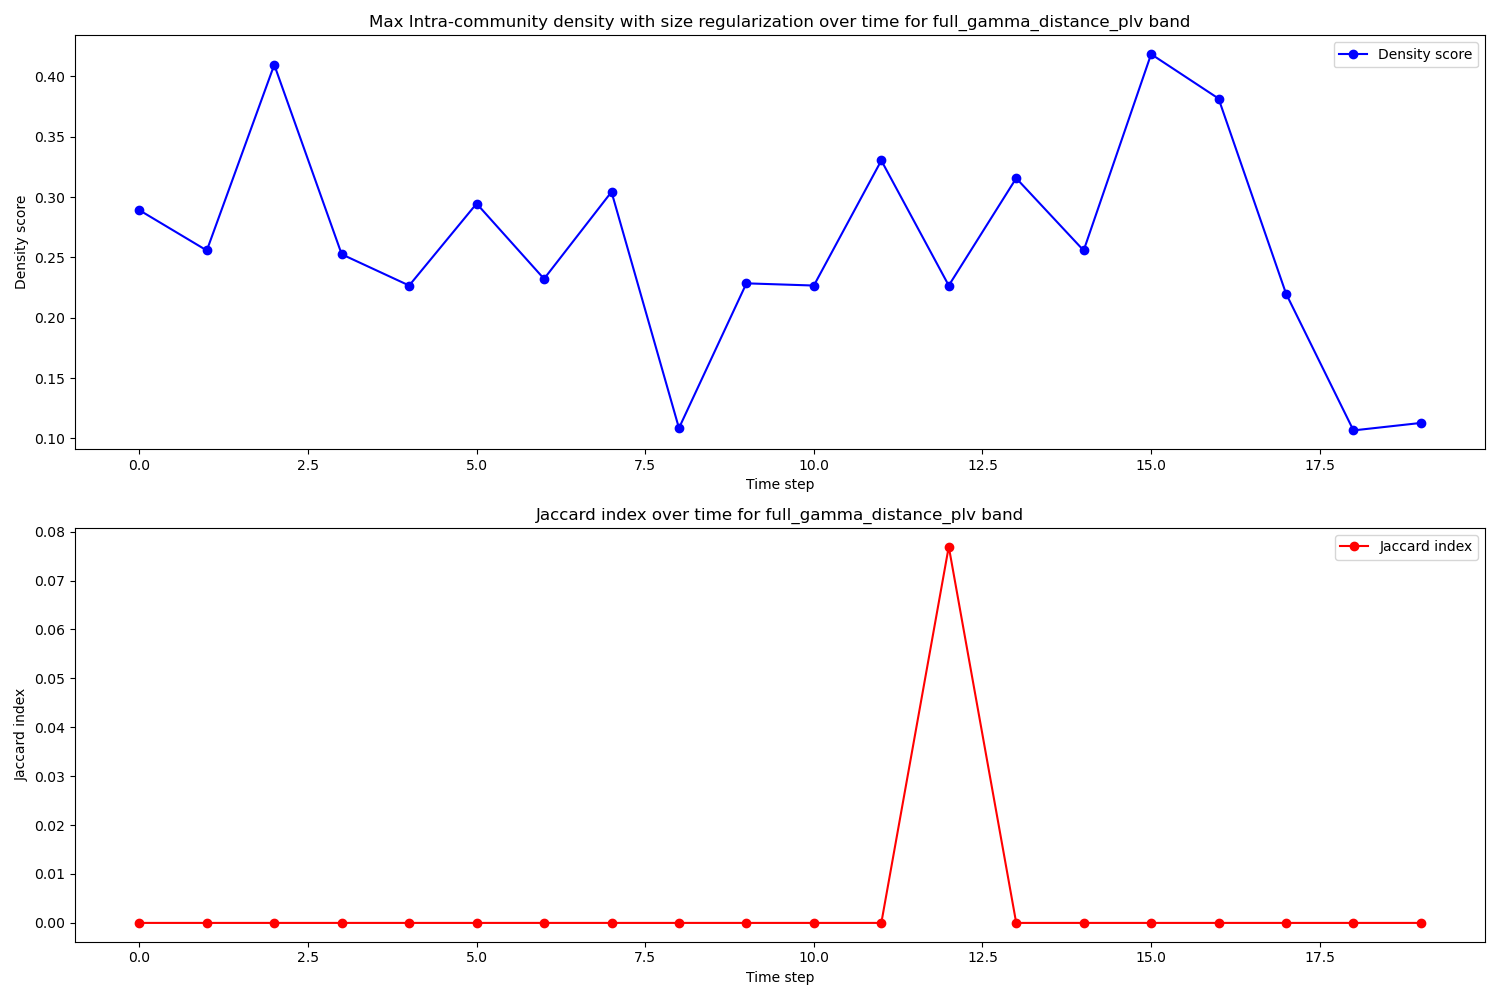 Max Intra-community density with size regularization over time for full_gamma_distance_plv band
Density score
Density score
0.40
0.35
0.30
0.25
0.20
0.15
0.10
0.0 2.5 5.0 7.5 10.0 12.5 15.0 17.5
Time step
Jaccard index over time for full_gamma_distance_plv band
Jaccard index
Jaccard index
0.08
0.07
0.06
0.05
0.04
0.03
0.02
0.01
0.00
0.0 2.5 5.0 7.5 10.0 12.5 15.0 17.5
Time step